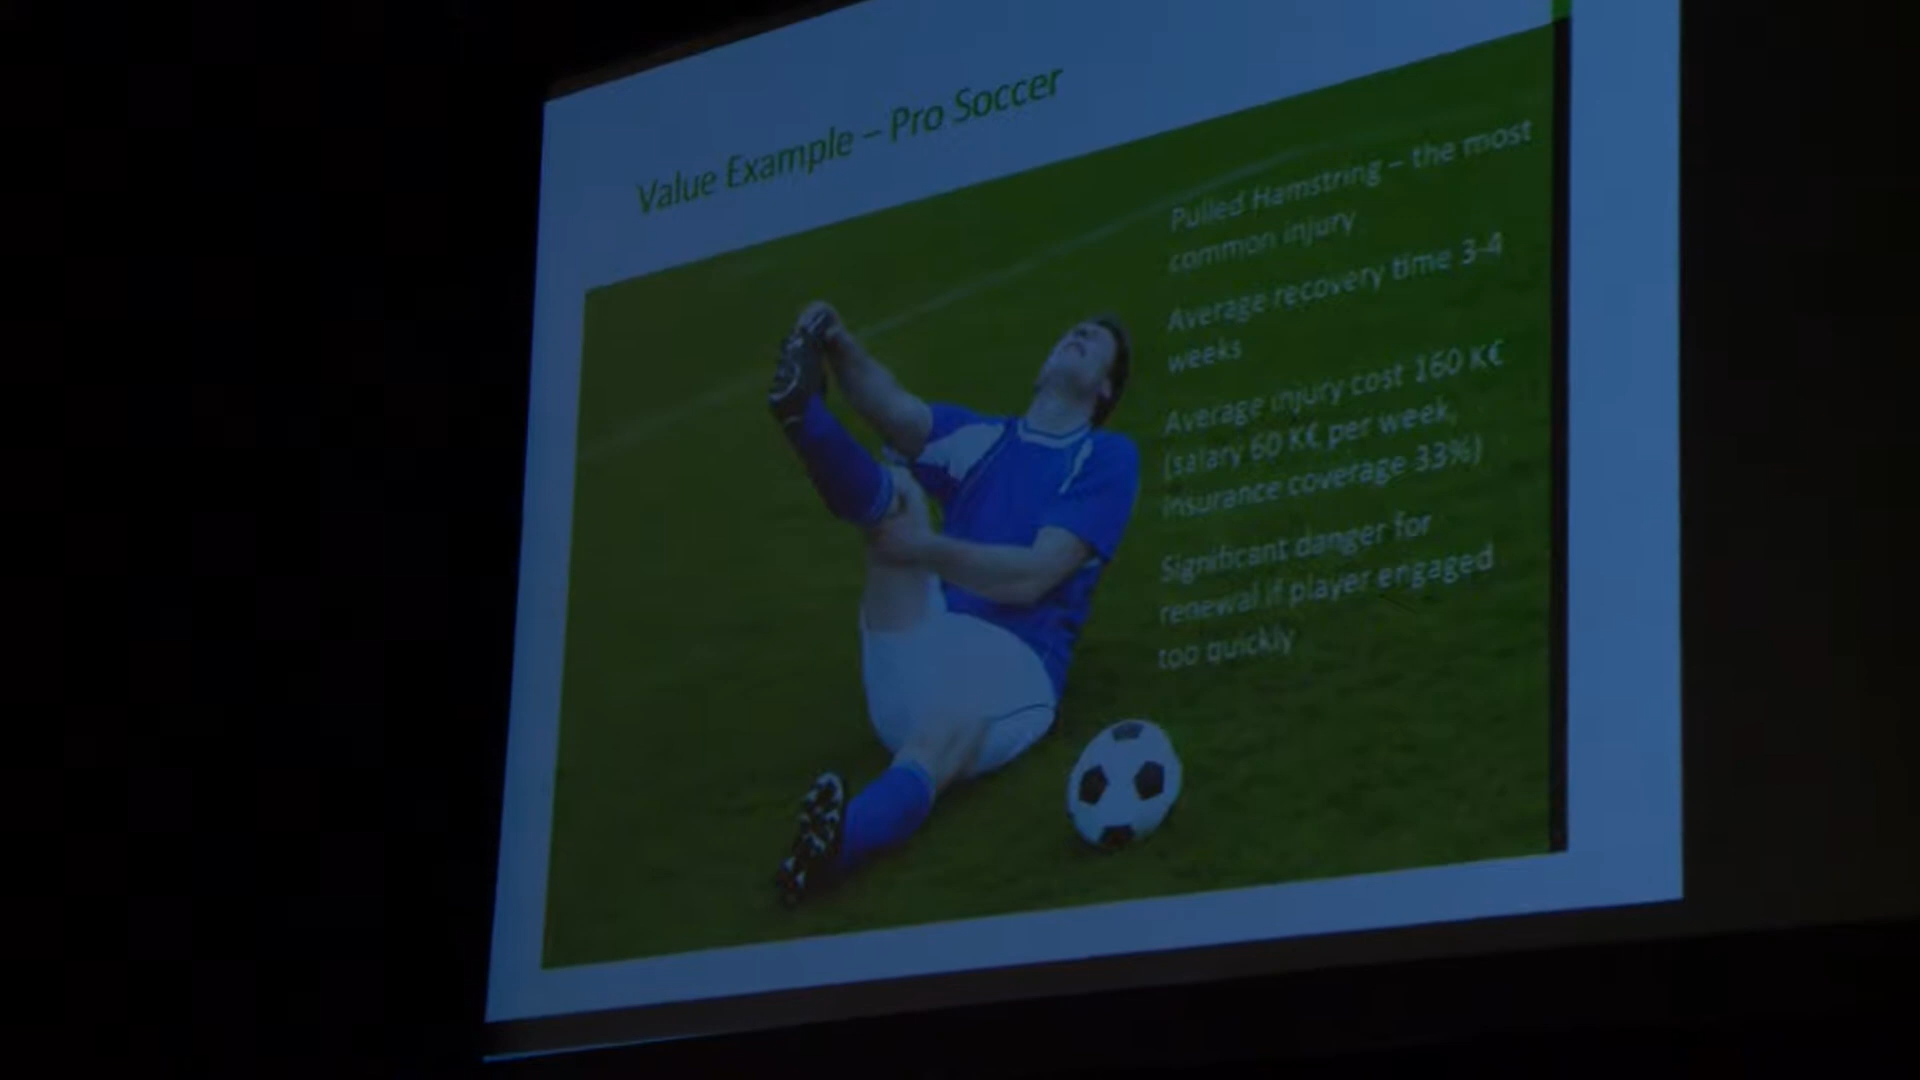 Value Example – Pro Soccer
Pulled Hamstring – the most
common injury
Average recovery time 3-4
weeks
Average injury cost 160 K€
(salary 60 K€ per week,
insurance coverage 33%)
Significant danger for
renewal if player engaged
too quickly